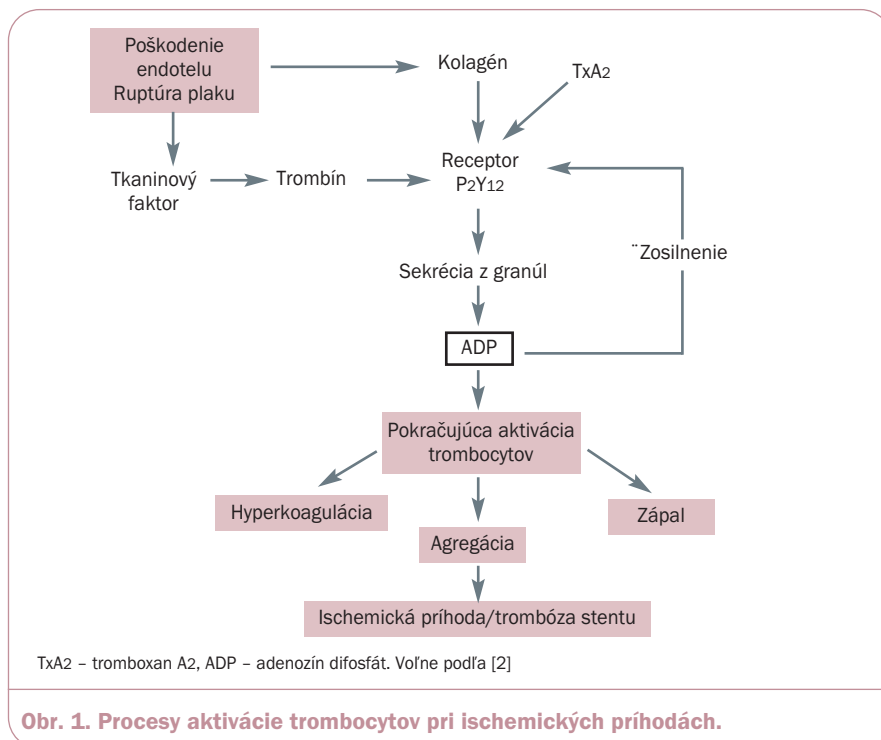 Poškodenie
endotelu
Ruptúra plaku
Kolagén
TxA2
Tkaninový
faktor
Trombín
Receptor
P2Y12
¨Zosilnenie
Sekrécia z granúl
ADP
Pokračujúca aktivácia
trombocytov
Hyperkoagulácia
Zápal
Agregácia
Ischemická príhoda/trombóza stentu
TxA2 – tromboxan A2, ADP – adenozín difosfát. Voľne podľa [2]
Obr. 1. Procesy aktivácie trombocytov pri ischemických príhodách.